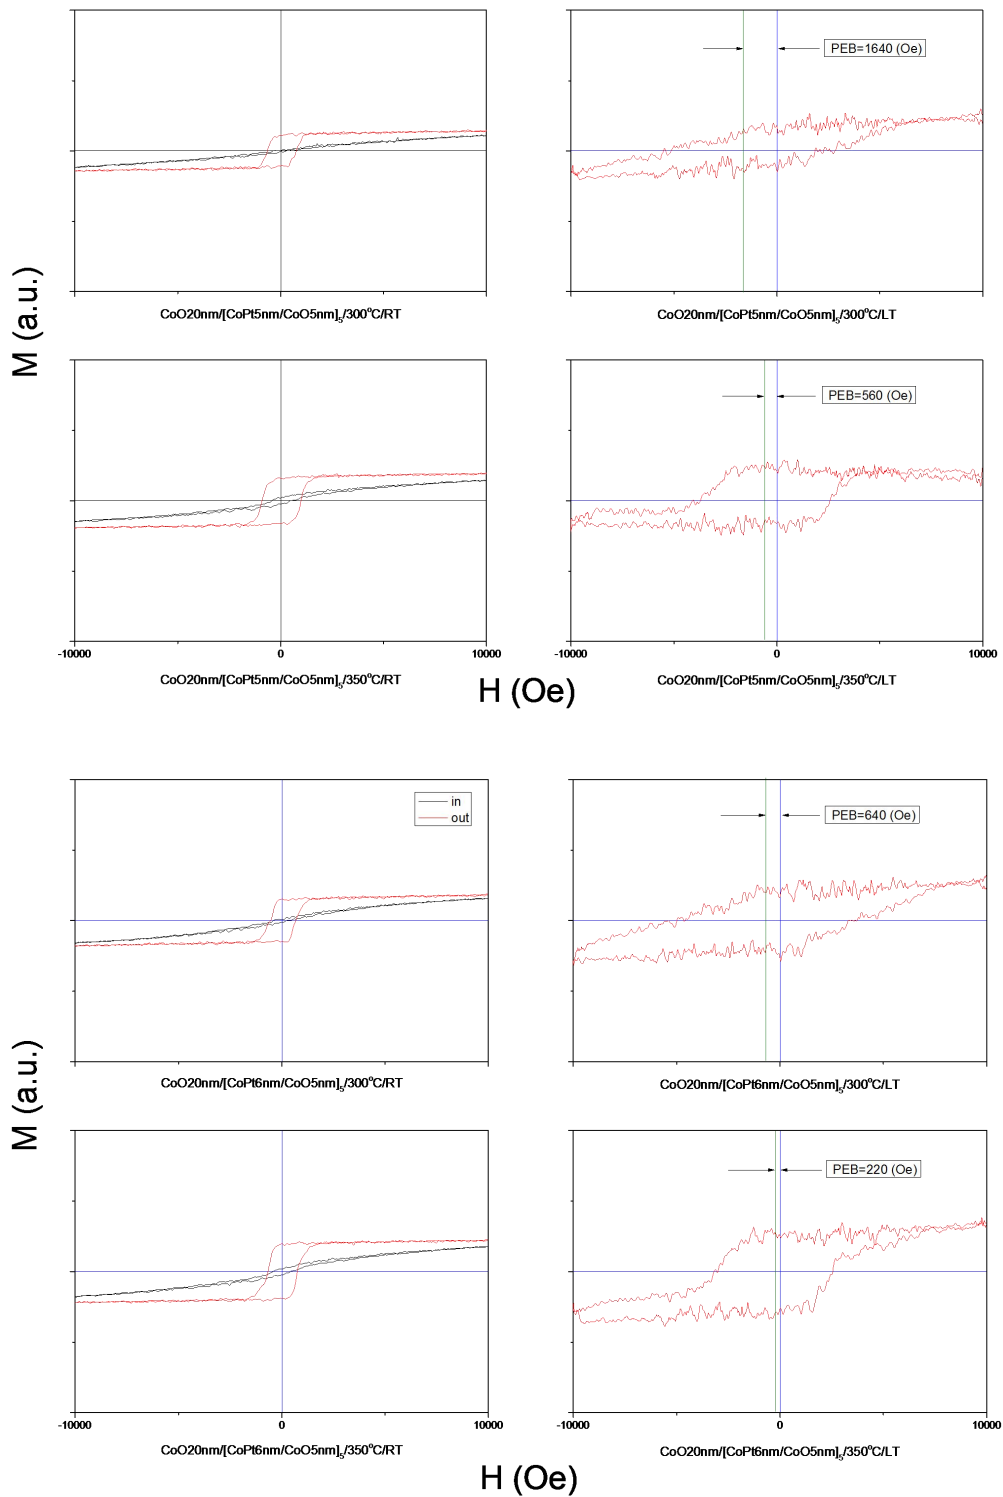 PEB=1640 (Oe)
10000
10000
CoO20nm/[CoPt5nm/CoO5nm]₅/300°C/RT
CoO20nm/[CoPt5nm/CoO5nm]₅/300°C/LT
M (a.u.)
PEB=560 (Oe)
-10000
0
10000
-10000
0
10000
CoO20nm/[CoPt5nm/CoO5nm]₅/350°C/RT
CoO20nm/[CoPt5nm/CoO5nm]₅/350°C/LT
H (Oe)
in
out
PEB=640 (Oe)
CoO20nm/[CoPt6nm/CoO5nm]₅/300°C/RT
CoO20nm/[CoPt6nm/CoO5nm]₅/300°C/LT
M (a.u.)
PEB=220 (Oe)
-10000
0
10000
-10000
0
10000
CoO20nm/[CoPt6nm/CoO5nm]₅/350°C/RT
CoO20nm/[CoPt6nm/CoO5nm]₅/350°C/LT
H (Oe)